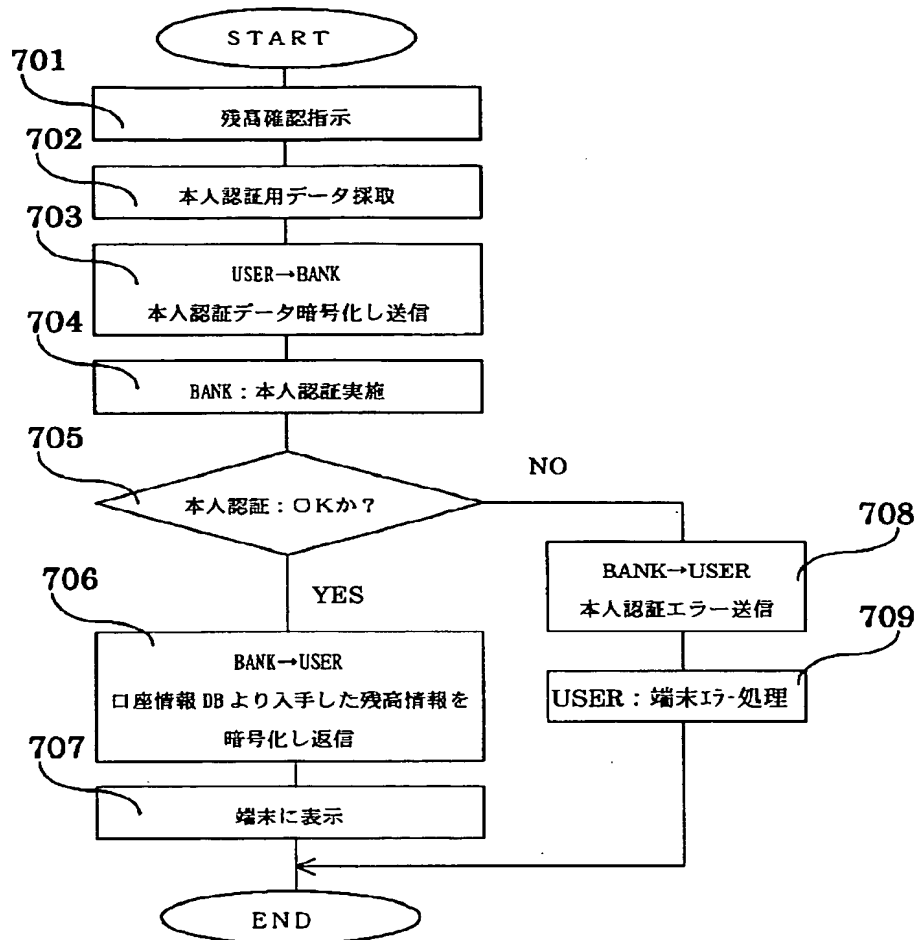 START
701
残高確認指示
702
本人認証用データ採取
703
USER→BANK
本人認証データ暗号化し送信
704
BANK：本人認証実施
705
本人認証：OKか？
NO
YES
708
BANK→USER
本人認証エラー送信
709
USER：端末エラー処理
706
BANK→USER
口座情報DBより入手した残高情報を
暗号化し返信
707
端末に表示
END